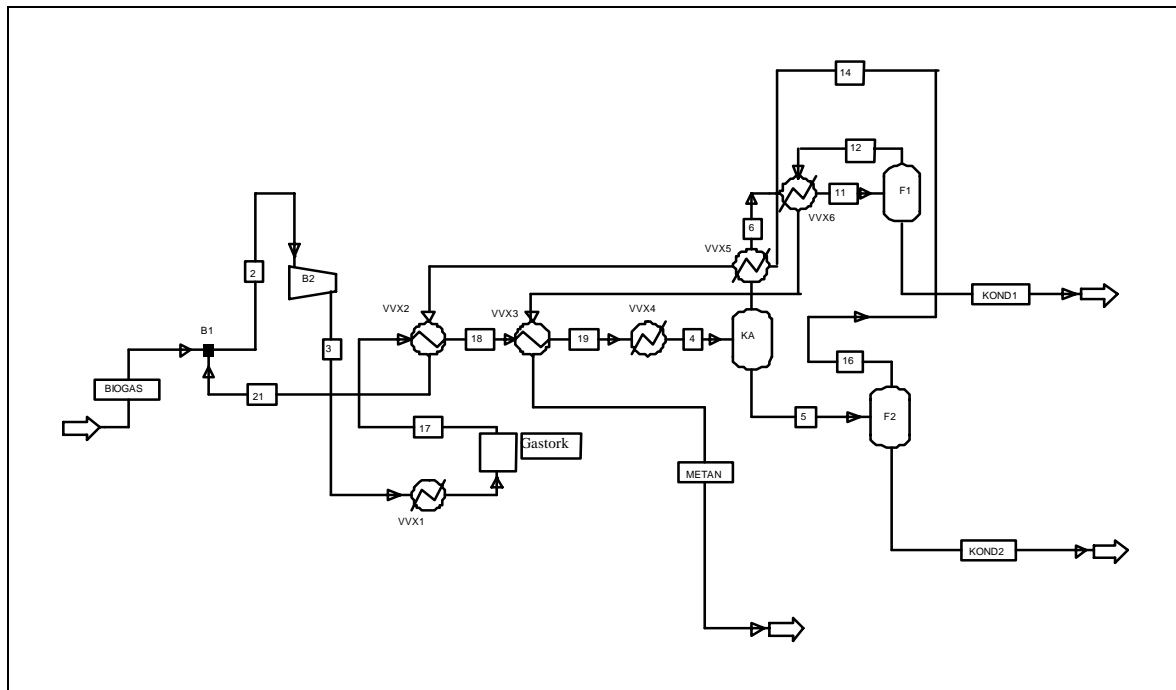 14
12
11
F1
VVX6
6
VVX5
2
B2
VVX2
VVX3
VVX4
KOND1
B1
3
18
19
4
KA
BIOGAS
21
16
5
F2
17
Gastork
METAN
VVX1
KOND2